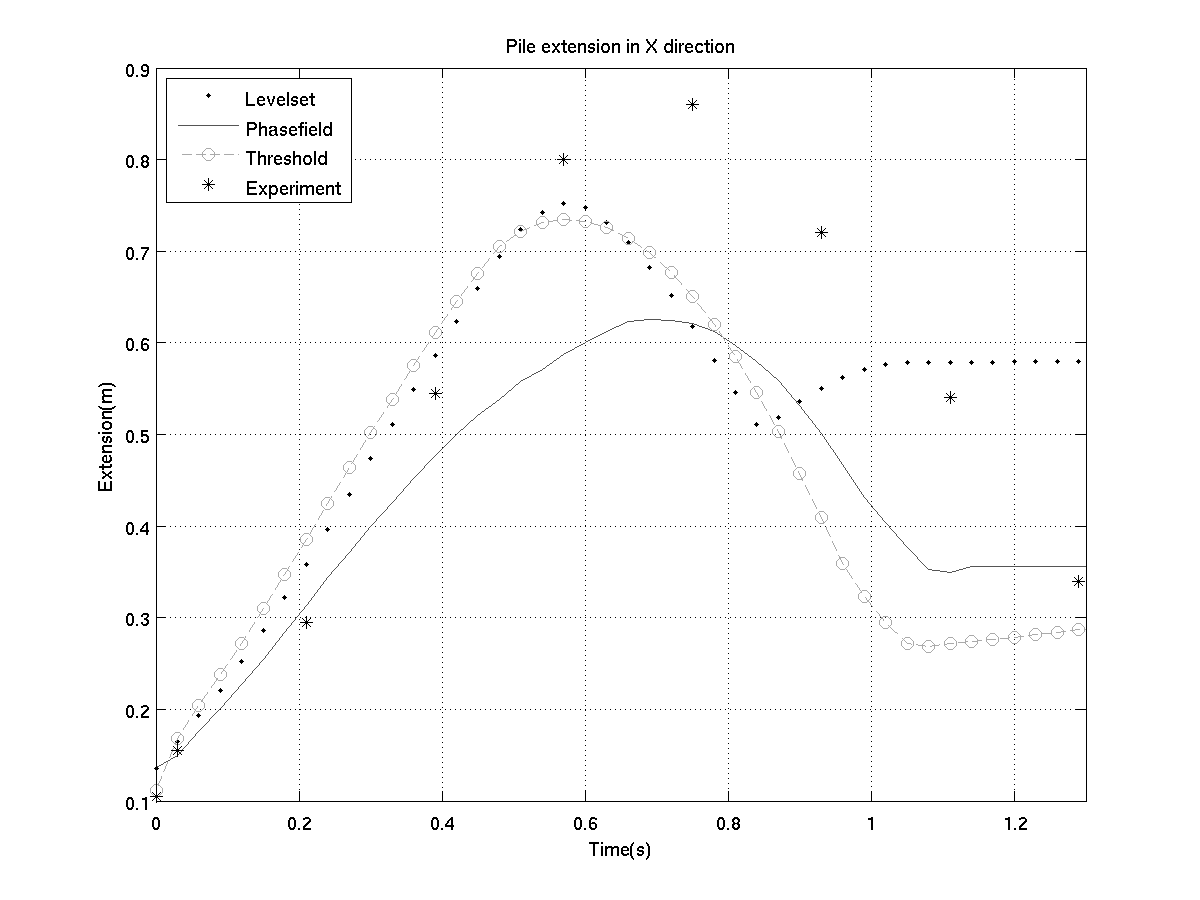 Pile extension in X direction
0.9
0.8
0.7
0.6
0.5
0.4
0.3
0.2
0.1
Extension(m)
Levelset
Phasefield
Threshold
Experiment
0 0.2 0.4 0.6 0.8 1 1.2
Time(s)